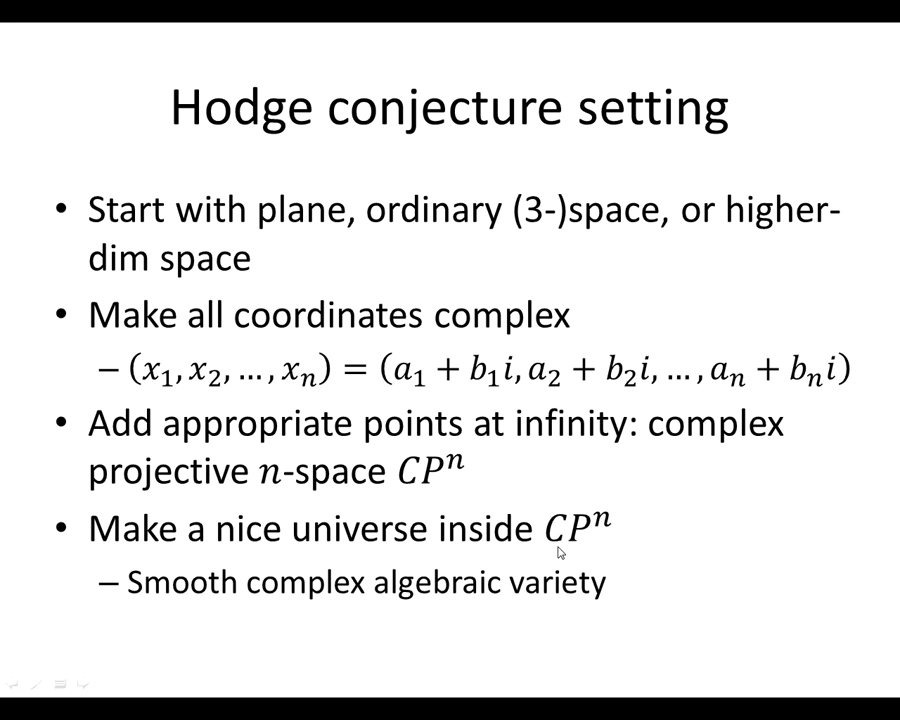 Hodge conjecture setting
• Start with plane, ordinary (3-)space, or higher-
dim space
• Make all coordinates complex
– (x₁, x₂, …, xₙ) = (a₁ + b₁i, a₂ + b₂i, …, aₙ + bₙi)
• Add appropriate points at infinity: complex
projective n-space CPⁿ
• Make a nice universe inside CPⁿ
– Smooth complex algebraic variety